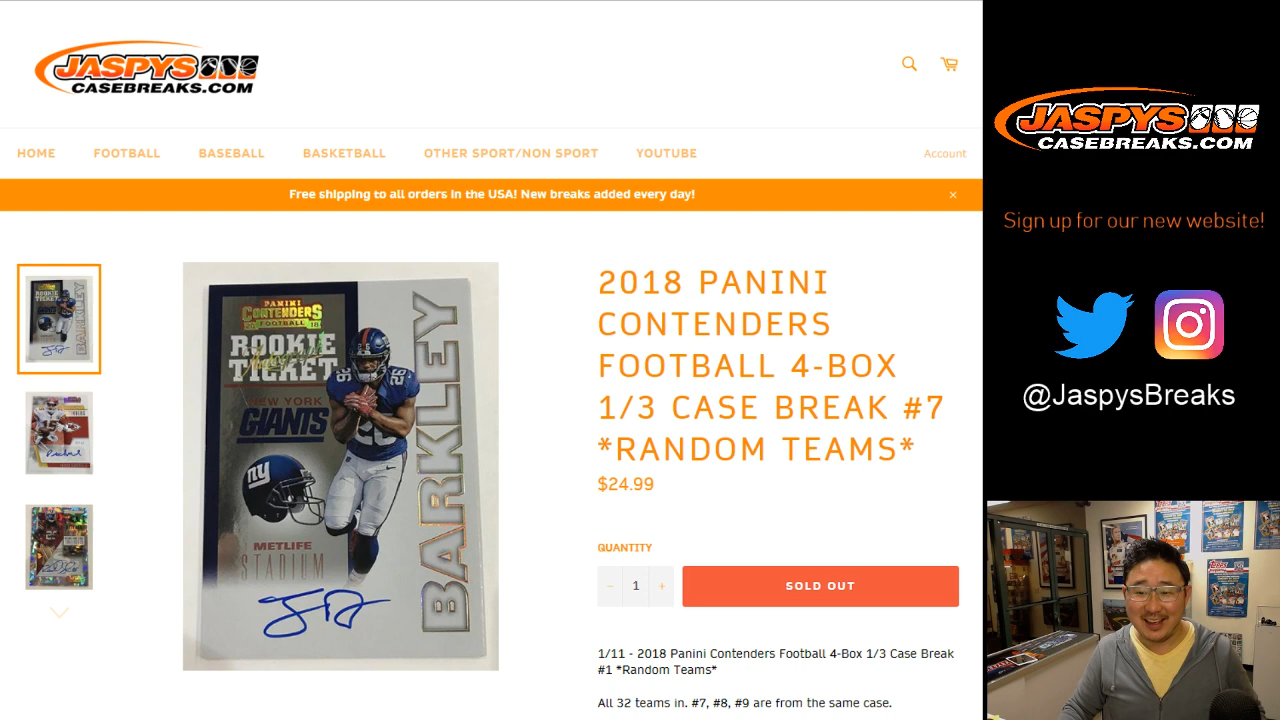 JASPYS
CASEBREAKS.COM
HOME FOOTBALL BASEBALL BASKETBALL OTHER SPORT/NON SPORT YOUTUBE Account
Free shipping to all orders in the USA! New breaks added every day! ×
PANINI
CONTENDERS
FOOTBALL
ROOKIE
TICKET
NEW YORK
GIANTS
METLIFE
STADIUM
BARKLEY
2018 PANINI
CONTENDERS
FOOTBALL 4-BOX
1/3 CASE BREAK #7
*RANDOM TEAMS*
$24.99
QUANTITY
− 1 +
SOLD OUT
1/11 - 2018 Panini Contenders Football 4-Box 1/3 Case Break
#1 *Random Teams*
All 32 teams in. #7, #8, #9 are from the same case.
JASPYS
CASEBREAKS.COM
Sign up for our new website!
@JaspysBreaks